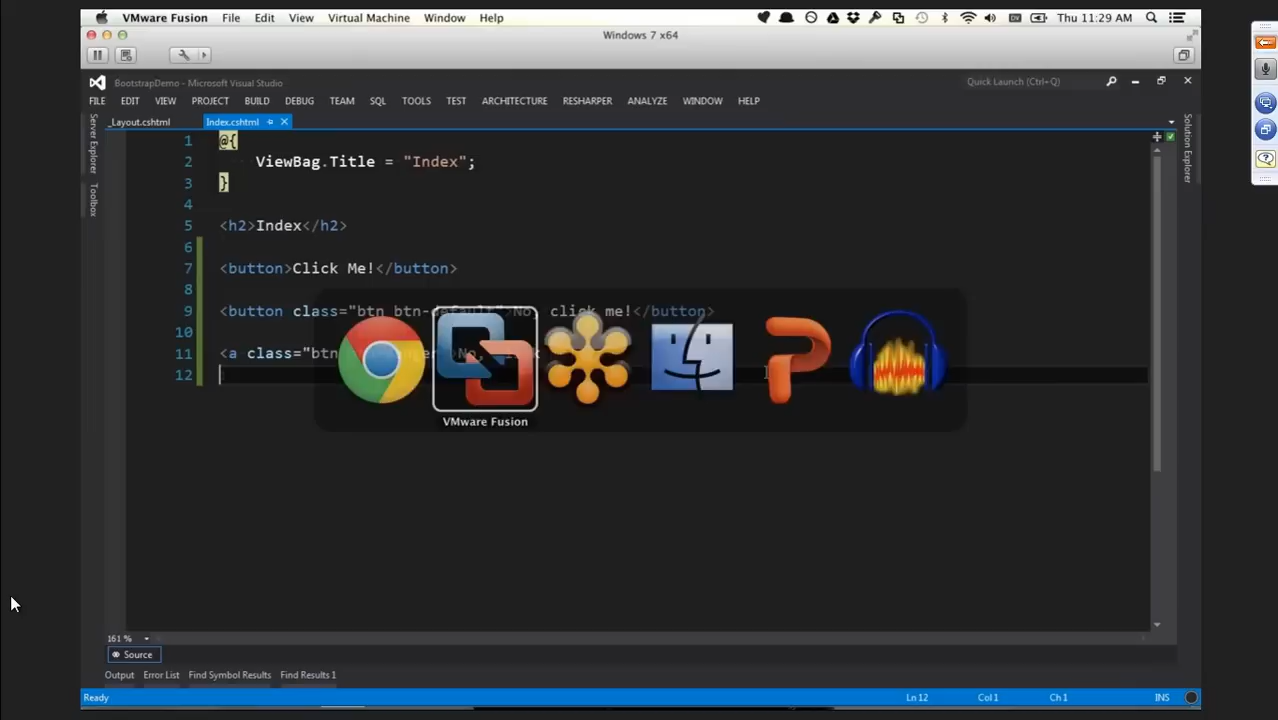 VMware Fusion File Edit View Virtual Machine Window Help Thu 11:29 AM
Windows 7 x64
BootstrapDemo - Microsoft Visual Studio Quick Launch (Ctrl+Q)
FILE EDIT VIEW PROJECT BUILD DEBUG TEAM SQL TOOLS TEST ARCHITECTURE RESHARPER ANALYZE WINDOW HELP
_Layout.cshtml Index.cshtml
Server Explorer
Toolbox
Solution Explorer
1 @{
2 ViewBag.Title = "Index";
3 }
4
5 <h2>Index</h2>
6
7 <button>Click Me!</button>
8
9 <button class="btn btn-default">No, click me!</button>
10
11 <a class="btn
12
VMware Fusion
161 %
Source
Output Error List Find Symbol Results Find Results 1
Ready Ln 12 Col 1 Ch 1 INS